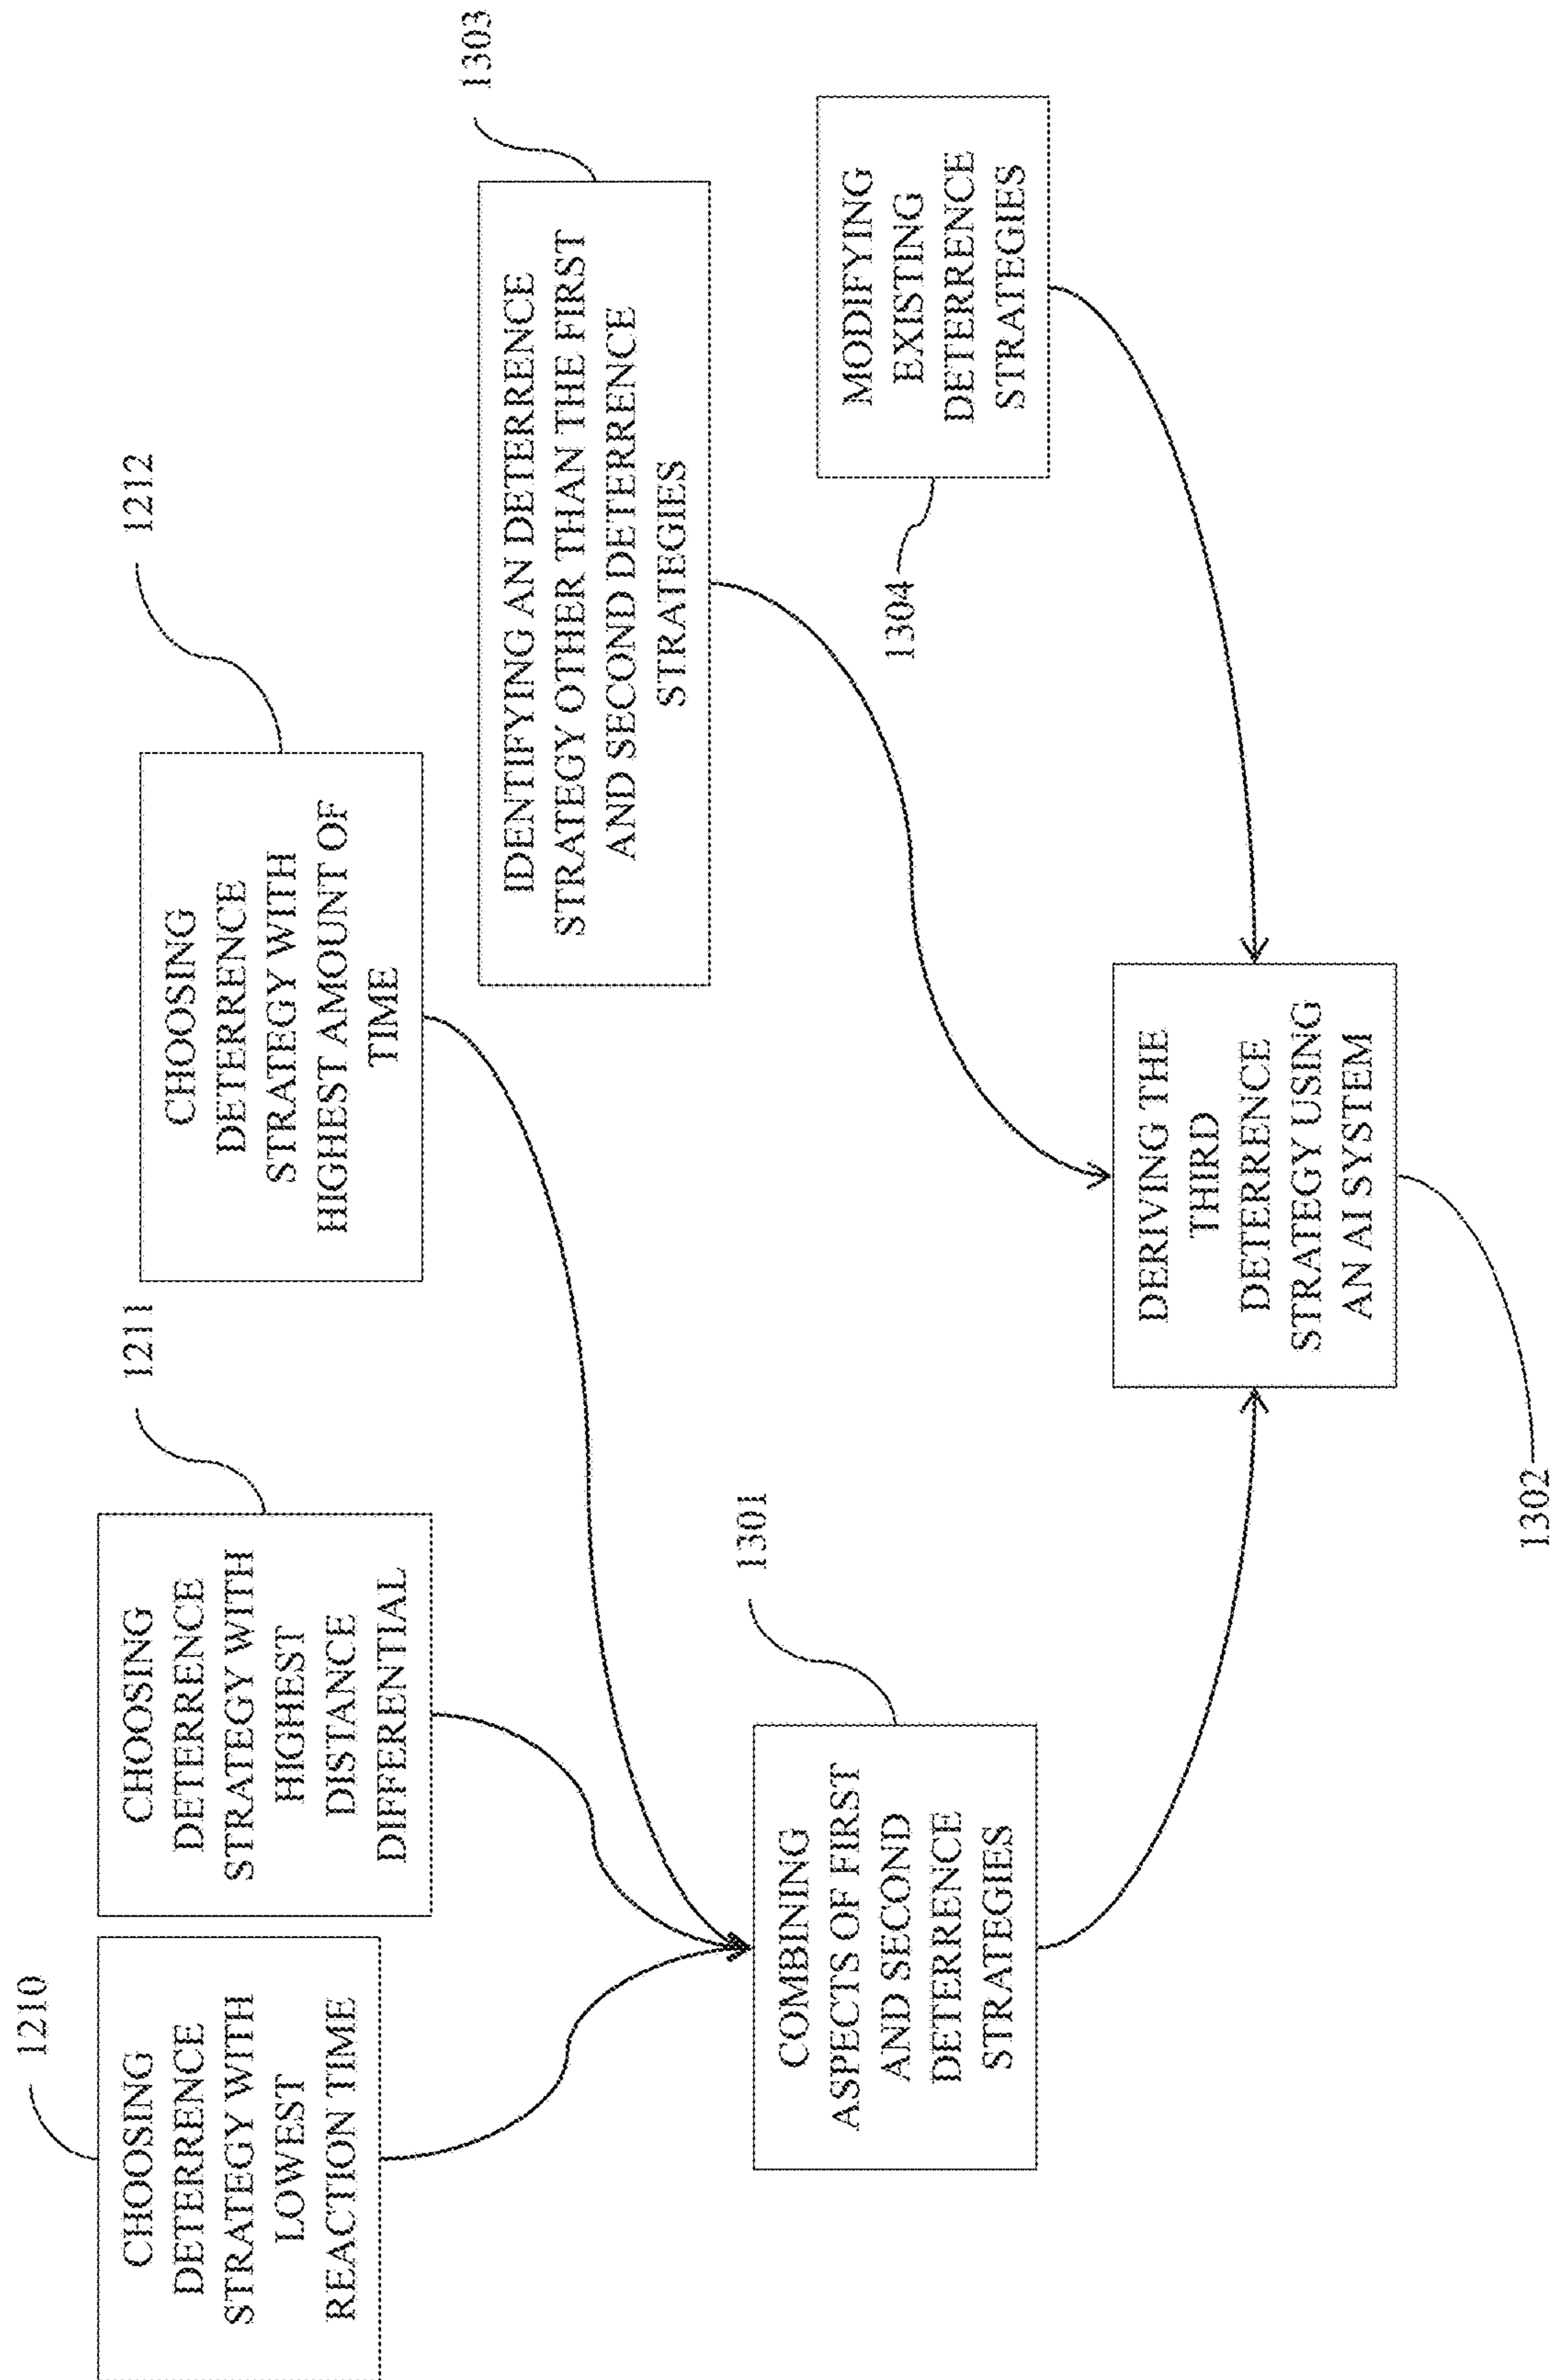 1210
CHOOSING
DETERRENCE
STRATEGY WITH
LOWEST
REACTION TIME
1211
CHOOSING
DETERRENCE
STRATEGY WITH
HIGHEST
DISTANCE
DIFFERENTIAL
1212
CHOOSING
DETERRENCE
STRATEGY WITH
HIGHEST AMOUNT OF
TIME
1303
IDENTIFYING AN DETERRENCE
STRATEGY OTHER THAN THE FIRST
AND SECOND DETERRENCE
STRATEGIES
1301
COMBINING
ASPECTS OF FIRST
AND SECOND
DETERRENCE
STRATEGIES
1304
MODIFYING
EXISTING
DETERRENCE
STRATEGIES
DERIVING THE
THIRD
DETERRENCE
STRATEGY USING
AN AI SYSTEM
1302